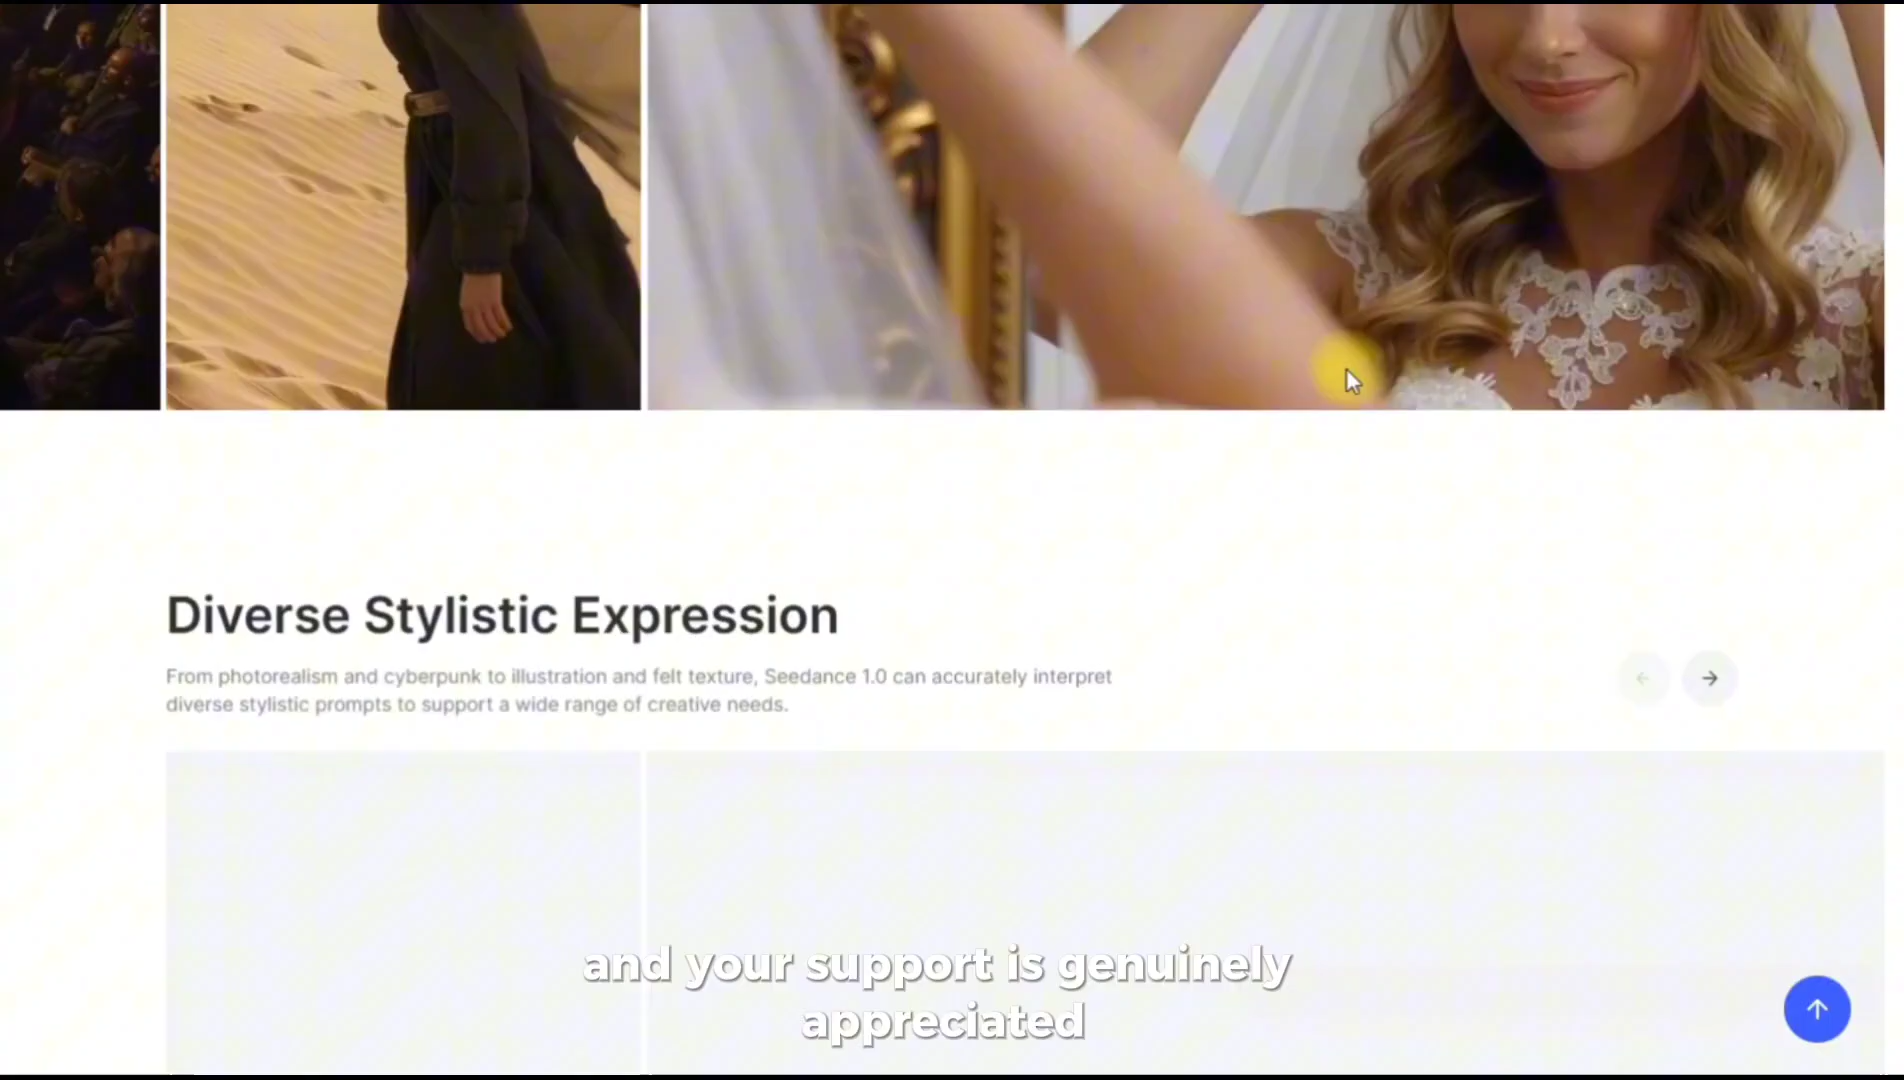 Diverse Stylistic Expression
From photorealism and cyberpunk to illustration and felt texture, Seedance 1.0 can accurately interpret
diverse stylistic prompts to support a wide range of creative needs.
and your support is genuinely
appreciated